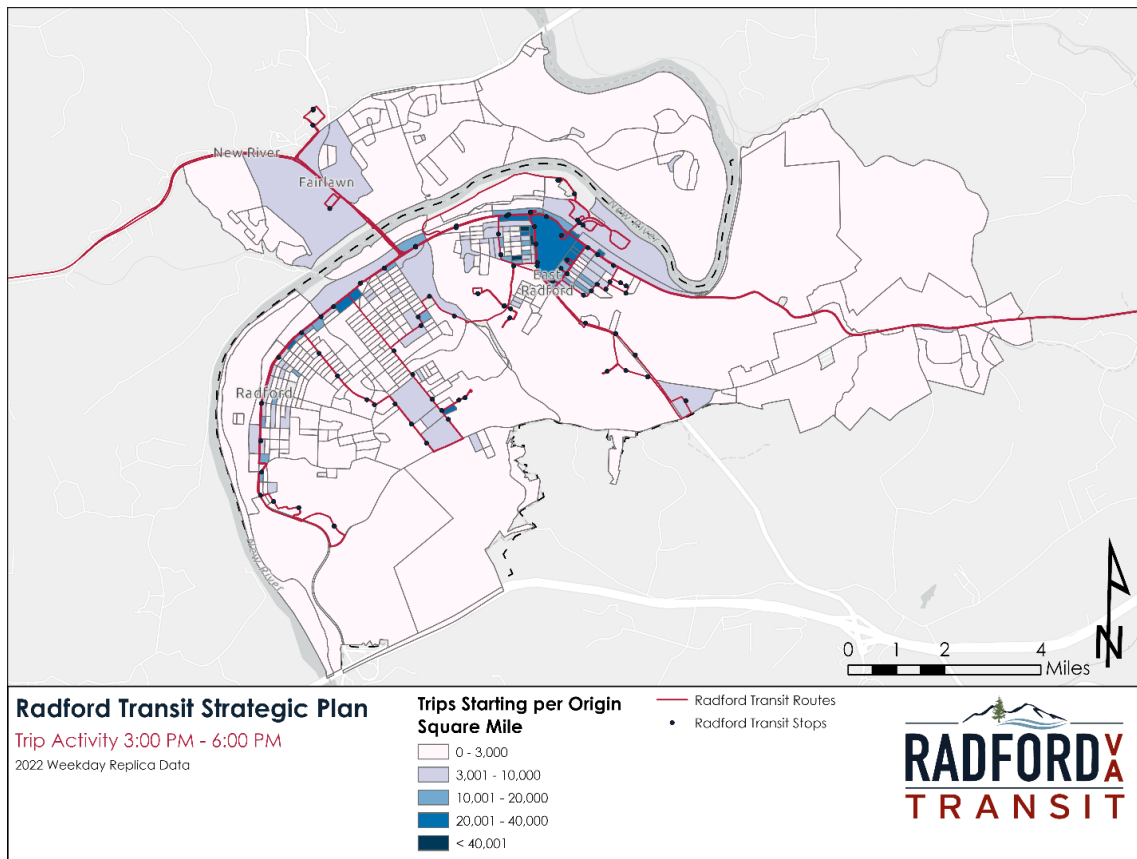 New River
Fairlawn
New River
East
Radford
Radford
New River
N
0 1 2 4
Miles
Radford Transit Strategic Plan
Trip Activity 3:00 PM - 6:00 PM
2022 Weekday Replica Data
Trips Starting per Origin
Square Mile
0 - 3,000
3,001 - 10,000
10,001 - 20,000
20,001 - 40,000
< 40,001
Radford Transit Routes
Radford Transit Stops
RADFORD VA
TRANSIT